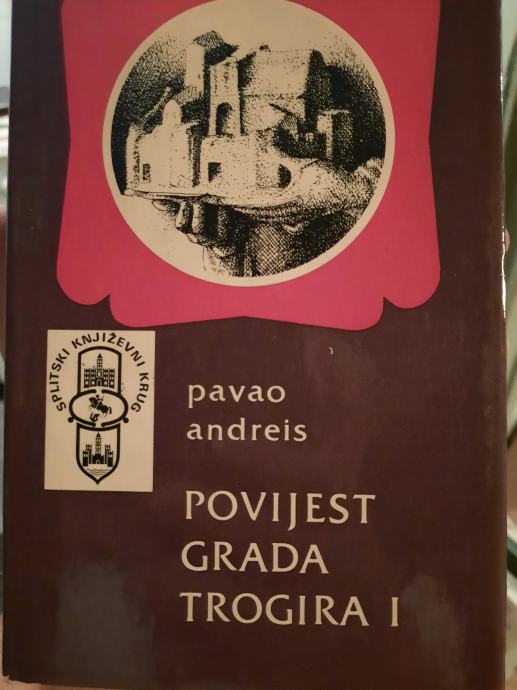 SPLITSKI KNJIŽEVNI KRUG
pavao
andreis
POVIJEST
GRADA
TROGIRA I